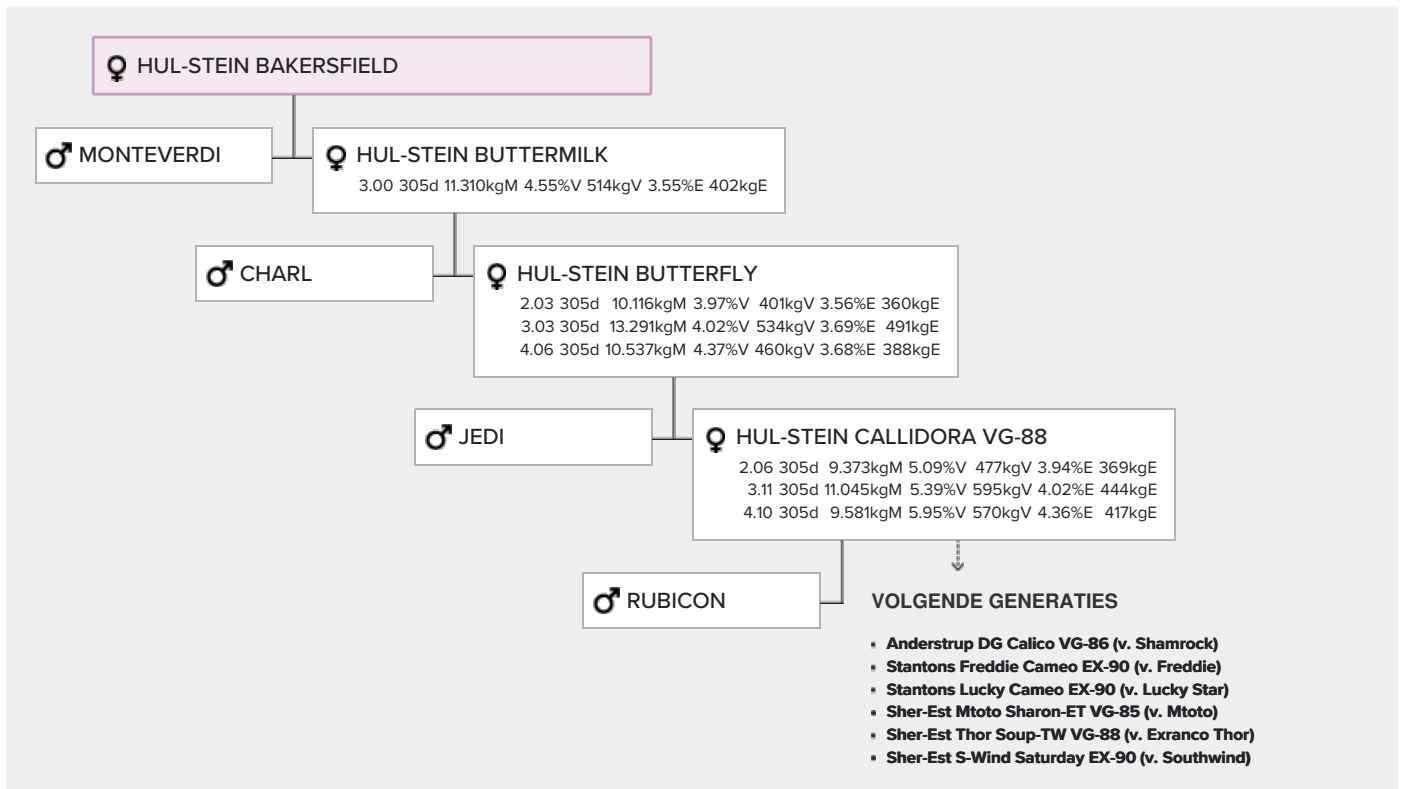 HUL-STEIN BAKERSFIELD
MONTEVERDI
HUL-STEIN BUTTERMILK
3.00 305d 11.310kgM 4.55%V 514kgV 3.55%E 402kgE
CHARL
HUL-STEIN BUTTERFLY
2.03 305d 10.116kgM 3.97%V 401kgV 3.56%E 360kgE
3.03 305d 13.291kgM 4.02%V 534kgV 3.69%E 491kgE
4.06 305d 10.537kgM 4.37%V 460kgV 3.68%E 388kgE
JEDI
HUL-STEIN CALLIDORA VG-88
2.06 305d 9.373kgM 5.09%V 477kgV 3.94%E 369kgE
3.11 305d 11.045kgM 5.39%V 595kgV 4.02%E 444kgE
4.10 305d 9.581kgM 5.95%V 570kgV 4.36%E 417kgE
RUBICON
VOLGENDE GENERATIES
Anderstrup DG Calico VG-86 (v. Shamrock)
Stantons Freddie Cameo EX-90 (v. Freddie)
Stantons Lucky Cameo EX-90 (v. Lucky Star)
Sher-Est Mtoto Sharon-ET VG-85 (v. Mtoto)
Sher-Est Thor Soup-TW VG-88 (v. Exranco Thor)
Sher-Est S-Wind Saturday EX-90 (v. Southwind)